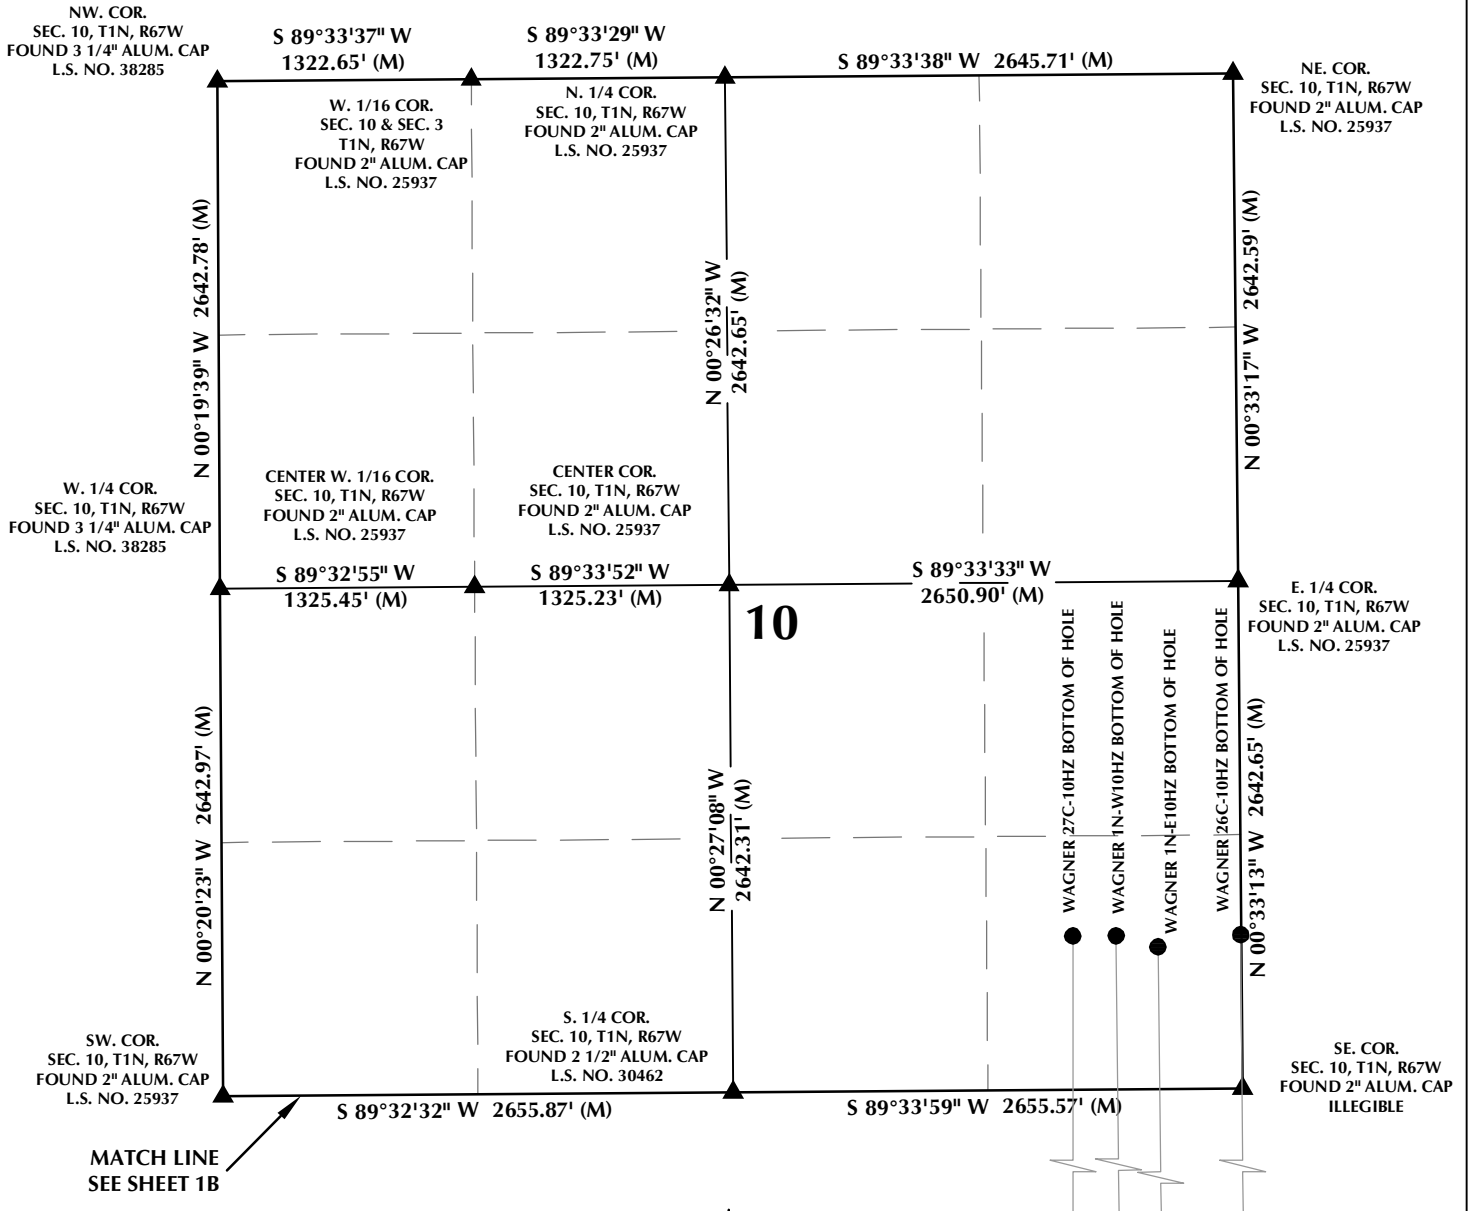 NW. COR.
SEC. 10, T1N, R67W
FOUND 3 1/4" ALUM. CAP
L.S. NO. 38285
S 89°33'37" W
1322.65' (M)
S 89°33'29" W
1322.75' (M)
S 89°33'38" W 2645.71' (M)
NE. COR.
SEC. 10, T1N, R67W
FOUND 2" ALUM. CAP
L.S. NO. 25937
W. 1/16 COR.
SEC. 10 & SEC. 3
T1N, R67W
FOUND 2" ALUM. CAP
L.S. NO. 25937
N. 1/4 COR.
SEC. 10, T1N, R67W
FOUND 2" ALUM. CAP
L.S. NO. 25937
N 00°19'39" W 2642.78' (M)
N 00°26'32" W
2642.65' (M)
N 00°33'17" W 2642.59' (M)
W. 1/4 COR.
SEC. 10, T1N, R67W
FOUND 3 1/4" ALUM. CAP
L.S. NO. 38285
CENTER W. 1/16 COR.
SEC. 10, T1N, R67W
FOUND 2" ALUM. CAP
L.S. NO. 25937
CENTER COR.
SEC. 10, T1N, R67W
FOUND 2" ALUM. CAP
L.S. NO. 25937
S 89°32'55" W
1325.45' (M)
S 89°33'52" W
1325.23' (M)
S 89°33'33" W
2650.90' (M)
E. 1/4 COR.
SEC. 10, T1N, R67W
FOUND 2" ALUM. CAP
L.S. NO. 25937
10
WAGNER 27C-10HZ BOTTOM OF HOLE
WAGNER 1N-W10HZ BOTTOM OF HOLE
WAGNER 1N-E10HZ BOTTOM OF HOLE
WAGNER 26C-10HZ BOTTOM OF HOLE
N 00°20'23" W 2642.97' (M)
N 00°27'08" W
2642.31' (M)
N 00°33'13" W 2642.65' (M)
SW. COR.
SEC. 10, T1N, R67W
FOUND 2" ALUM. CAP
L.S. NO. 25937
S. 1/4 COR.
SEC. 10, T1N, R67W
FOUND 2 1/2" ALUM. CAP
L.S. NO. 30462
SE. COR.
SEC. 10, T1N, R67W
FOUND 2" ALUM. CAP
ILLEGIBLE
S 89°32'32" W 2655.87' (M)
S 89°33'59" W 2655.57' (M)
MATCH LINE
SEE SHEET 1B